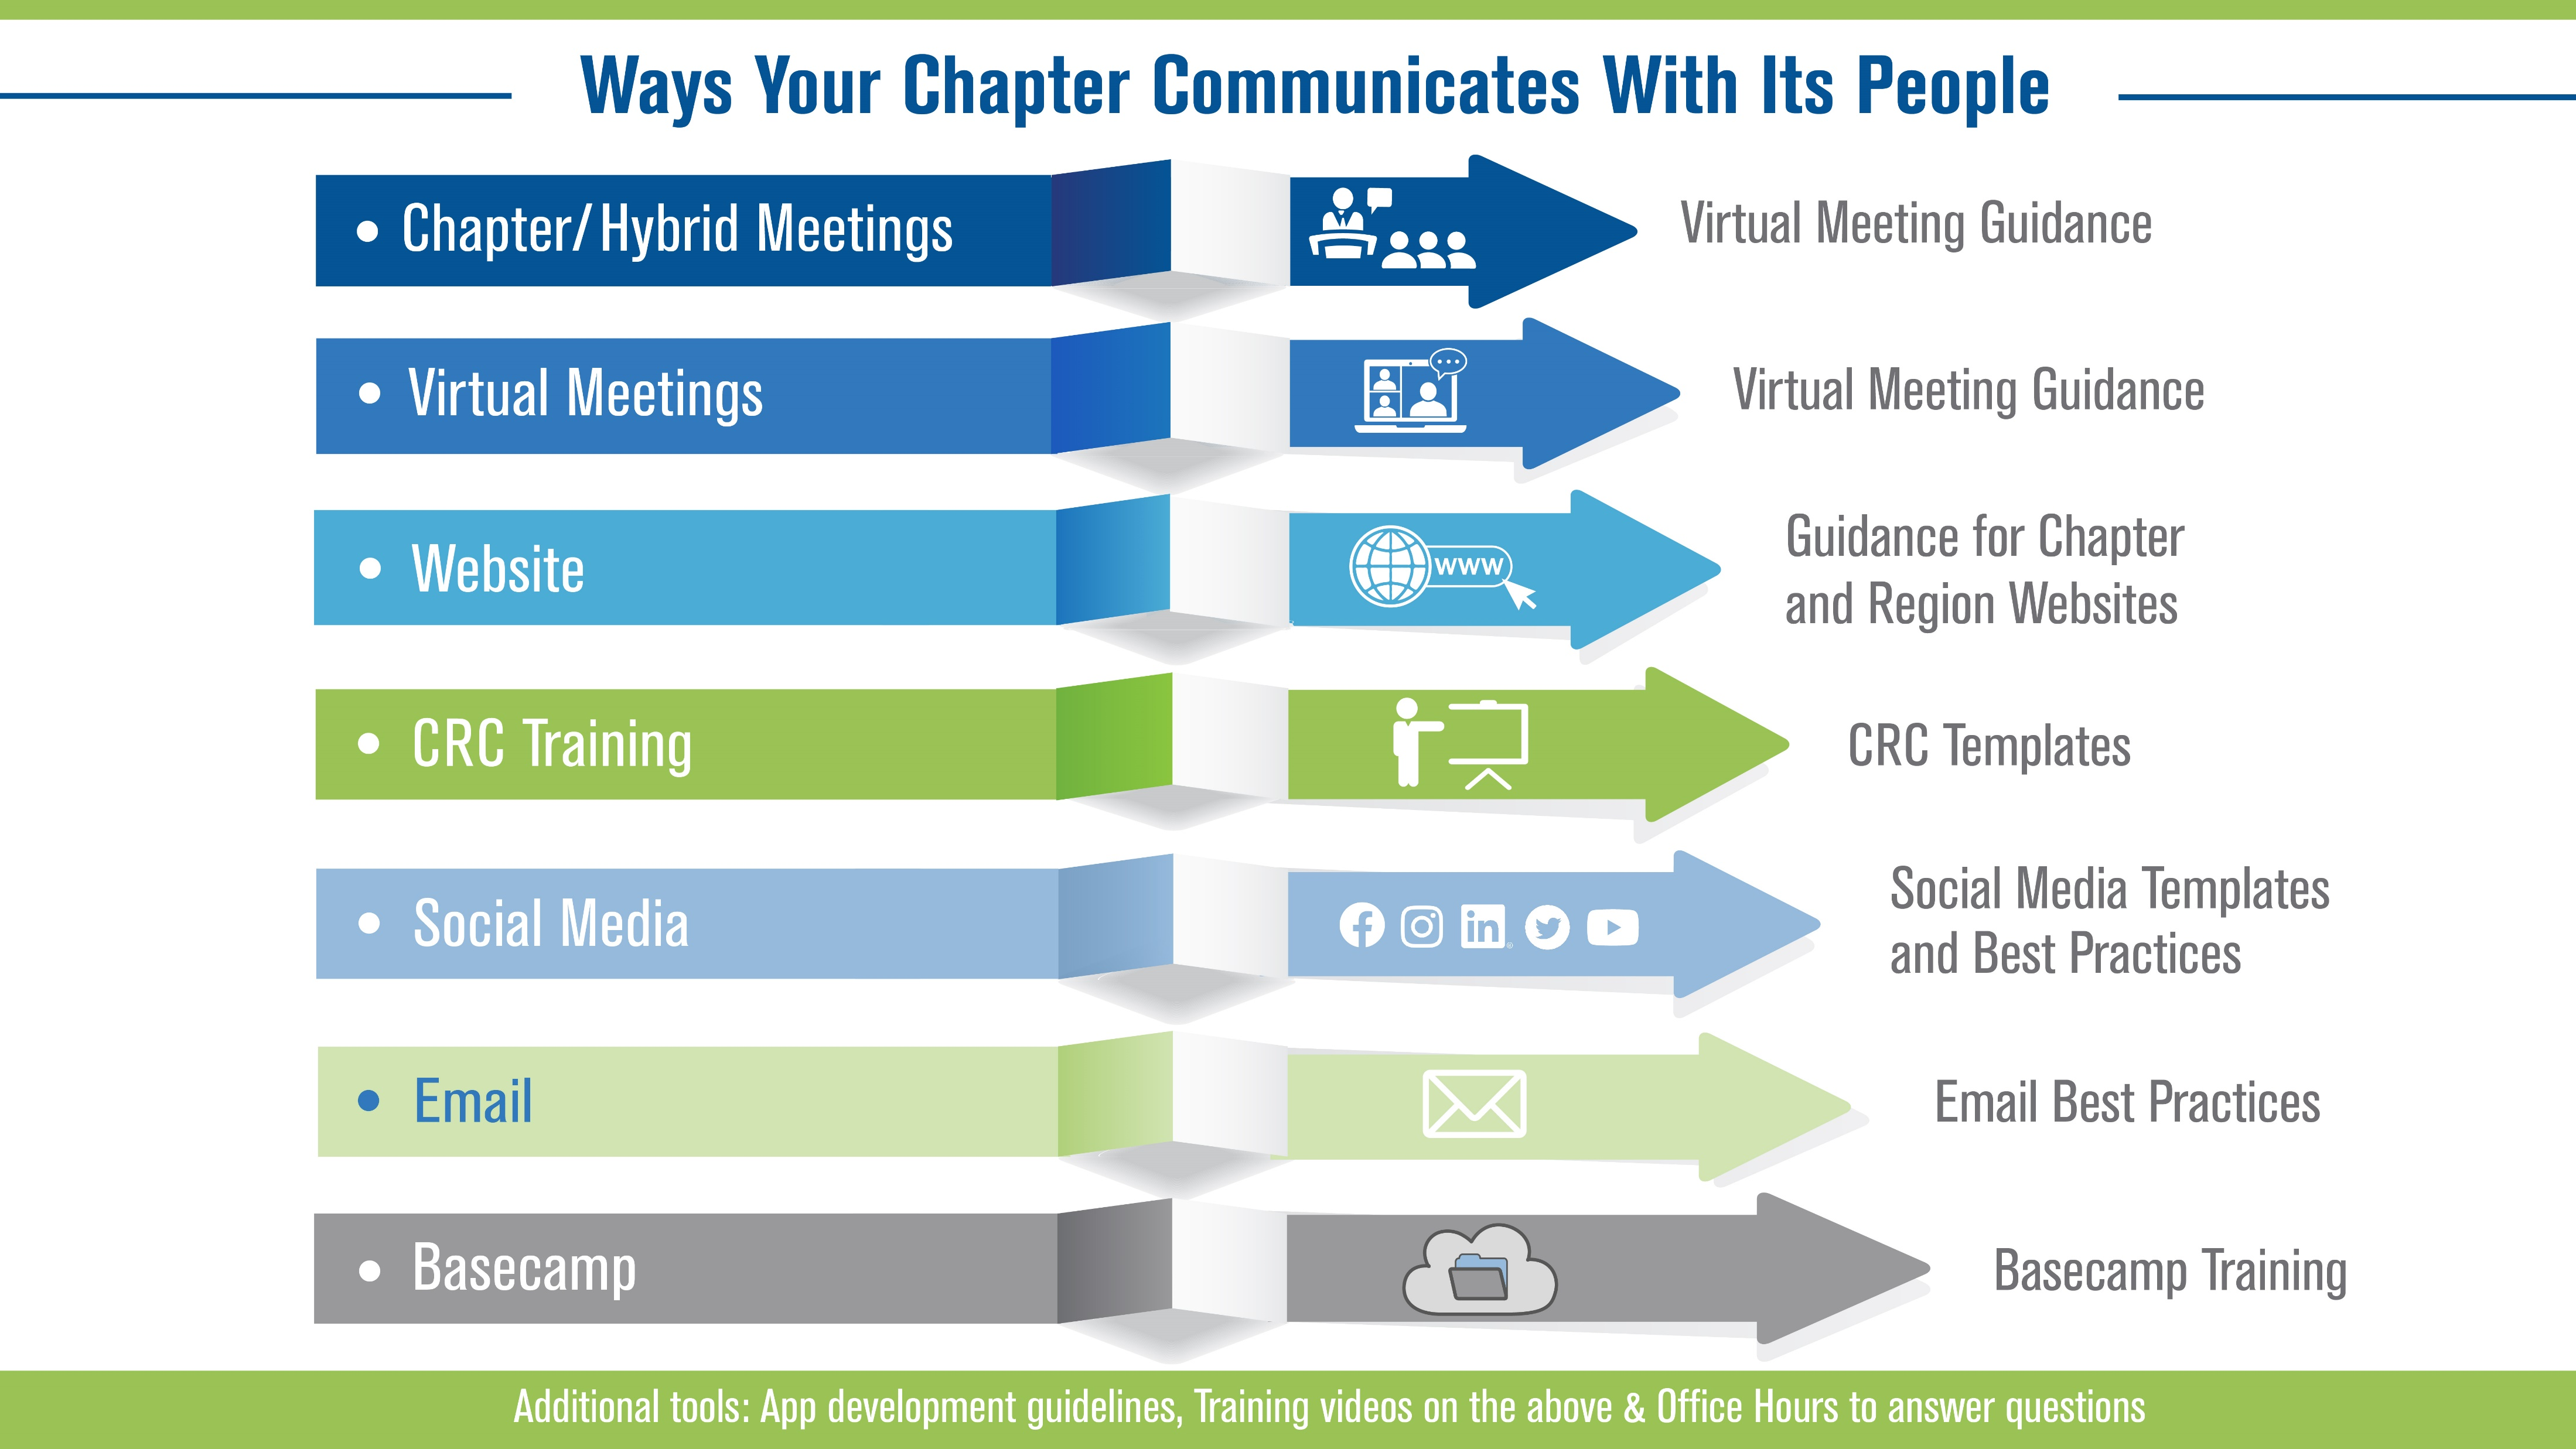 Ways Your Chapter Communicates With Its People
• Chapter/Hybrid Meetings
Virtual Meeting Guidance
• Virtual Meetings
Virtual Meeting Guidance
• Website
www
Guidance for Chapter
and Region Websites
• CRC Training
CRC Templates
• Social Media
in
Social Media Templates
and Best Practices
• Email
Email Best Practices
• Basecamp
Basecamp Training
Additional tools: App development guidelines, Training videos on the above & Office Hours to answer questions